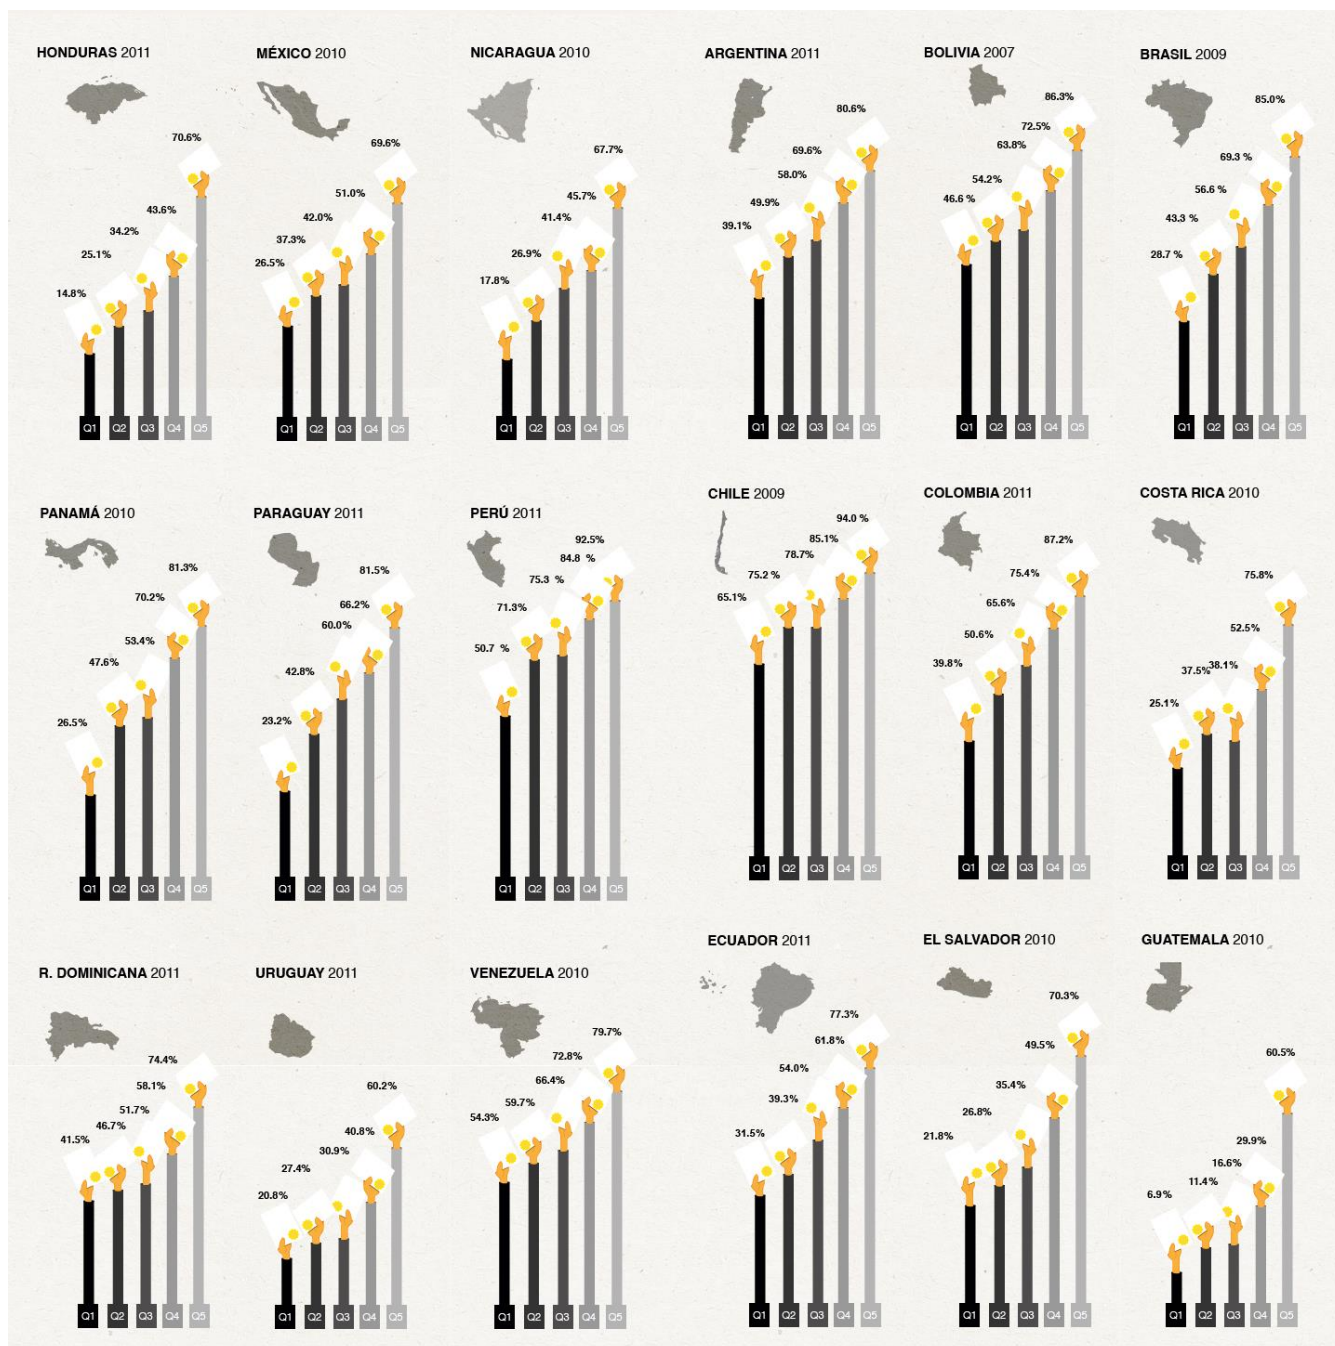 HONDURAS 2011
14.8%
25.1%
34.2%
43.6%
70.6%
Q1 Q2 Q3 Q4 Q5
MÉXICO 2010
26.5%
37.3%
42.0%
51.0%
69.6%
Q1 Q2 Q3 Q4 Q5
NICARAGUA 2010
17.8%
26.9%
41.4%
45.7%
67.7%
Q1 Q2 Q3 Q4 Q5
ARGENTINA 2011
39.1%
49.9%
58.0%
69.6%
80.6%
Q1 Q2 Q3 Q4 Q5
BOLIVIA 2007
46.6%
54.2%
63.8%
72.5%
86.3%
Q1 Q2 Q3 Q4 Q5
BRASIL 2009
28.7 %
43.3 %
56.6 %
69.3 %
85.0%
Q1 Q2 Q3 Q4 Q5
PANAMÁ 2010
26.5%
47.6%
53.4%
70.2%
81.3%
Q1 Q2 Q3 Q4 Q5
PARAGUAY 2011
23.2%
42.8%
60.0%
66.2%
81.5%
Q1 Q2 Q3 Q4 Q5
PERÚ 2011
50.7 %
71.3%
75.3 %
84.8 %
92.5%
Q1 Q2 Q3 Q4 Q5
CHILE 2009
65.1%
75.2 %
78.7%
85.1%
94.0 %
Q1 Q2 Q3 Q4 Q5
COLOMBIA 2011
39.8%
50.6%
65.6%
75.4%
87.2%
Q1 Q2 Q3 Q4 Q5
COSTA RICA 2010
25.1%
37.5%
38.1%
52.5%
75.8%
Q1 Q2 Q3 Q4 Q5
R. DOMINICANA 2011
41.5%
46.7%
51.7%
58.1%
74.4%
Q1 Q2 Q3 Q4 Q5
URUGUAY 2011
20.8%
27.4%
30.9%
40.8%
60.2%
Q1 Q2 Q3 Q4 Q5
VENEZUELA 2010
54.3%
59.7%
66.4%
72.8%
79.7%
Q1 Q2 Q3 Q4 Q5
ECUADOR 2011
31.5%
39.3%
54.0%
61.8%
77.3%
Q1 Q2 Q3 Q4 Q5
EL SALVADOR 2010
21.8%
26.8%
35.4%
49.5%
70.3%
Q1 Q2 Q3 Q4 Q5
GUATEMALA 2010
6.9%
11.4%
16.6%
29.9%
60.5%
Q1 Q2 Q3 Q4 Q5